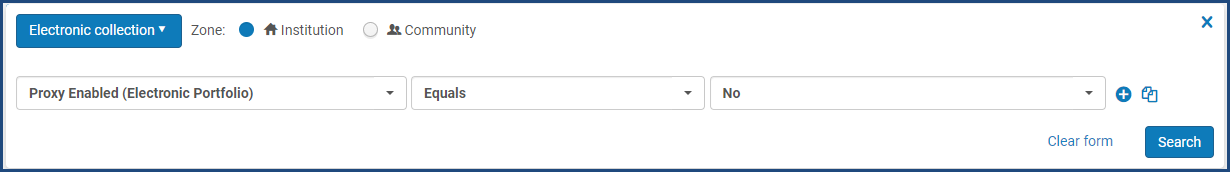 Electronic collection Zone: Institution Community
Proxy Enabled (Electronic Portfolio) Equals No
Clear form Search